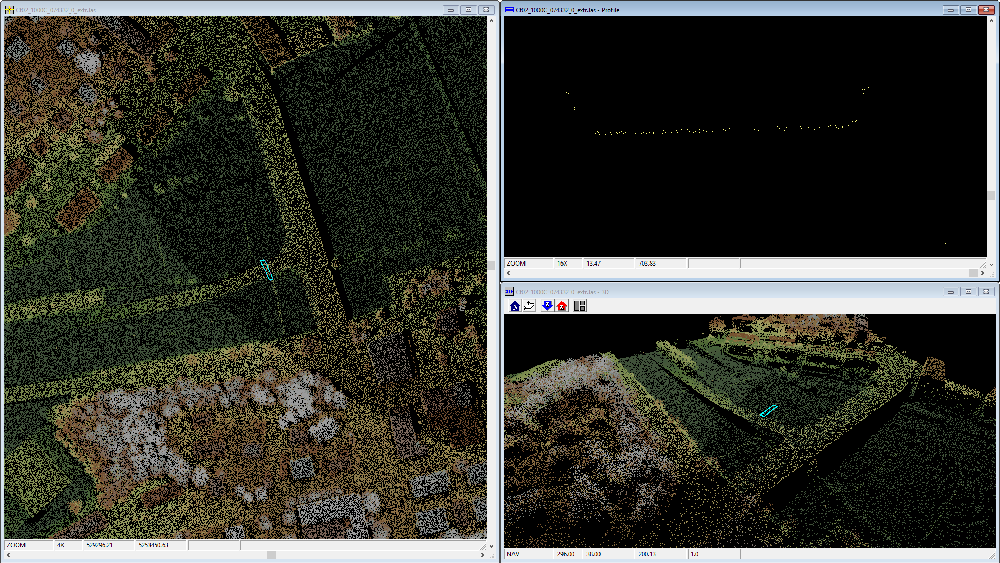 Ct02_1000C_074332_0_extr.las
ZOOM 4X 529296.21 5253450.63
Ct02_1000C_074332_0_extr.las - Profile
ZOOM 16X 13.47 703.83
3D Ct02_1000C_074332_0_extr.las - 3D
N Z Z
NAV 296.00 38.00 200.13 1.0